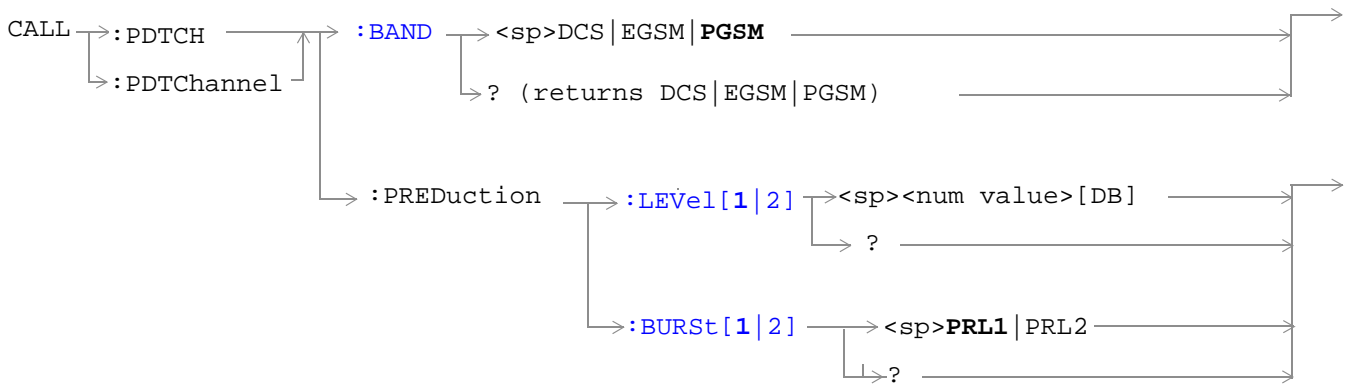 CALL :PDTCH :BAND <sp>DCS|EGSM|PGSM
:PDTChannel ? (returns DCS|EGSM|PGSM)
:PREDuction :LEVel[1|2] <sp><num value>[DB]
?
:BURSt[1|2] <sp>PRL1|PRL2
?